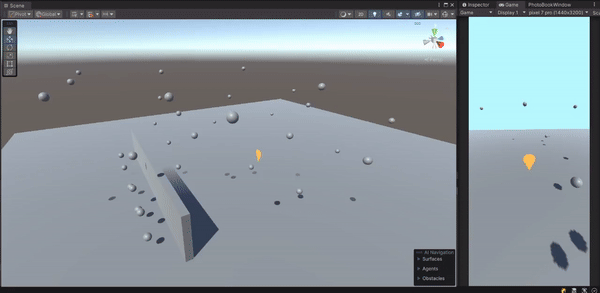 Scene
Pivot Global
Persp
AI Navigation
Surfaces
Agents
Obstacles
Inspector Game PhotoBookWindow
Game Display 1 pixel 7 pro (1440x3200)